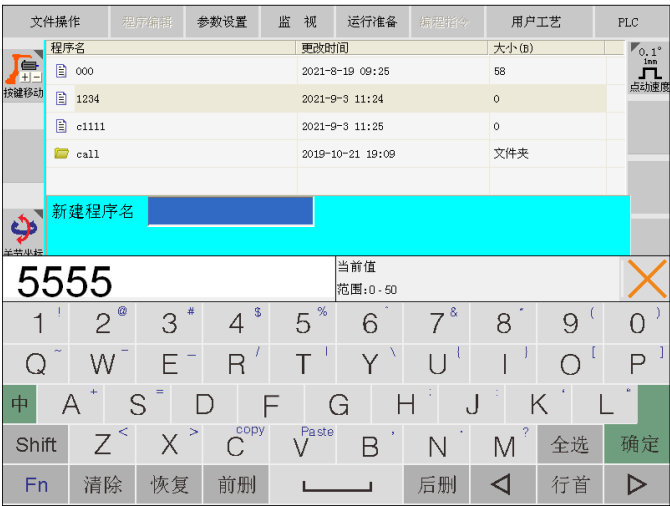 文件操作 程序编辑 参数设置 监 视 运行准备 编程指令 用户工艺 PLC
程序名 更改时间 大小(B)
000 2021-8-19 09:25 58
1234 2021-9-3 11:24 0
c1111 2021-9-3 11:25 0
call 2019-10-21 19:09 文件夹
按键移动
0.1°
1mm
点动速度
新建程序名
关节坐标
5555
当前值
范围:0-50
1 ! 2 @ 3 # 4 $ 5 % 6 ^ 7 & 8 * 9 ( 0 )
Q ~ W - E - R / T | Y \ U { I } O [ P ]
中 A + S = D F G H : J ; K ' L "
Shift Z < X > C copy V Paste B , N . M ? 全选 确定
Fn 清除 恢复 前删 后删 行首